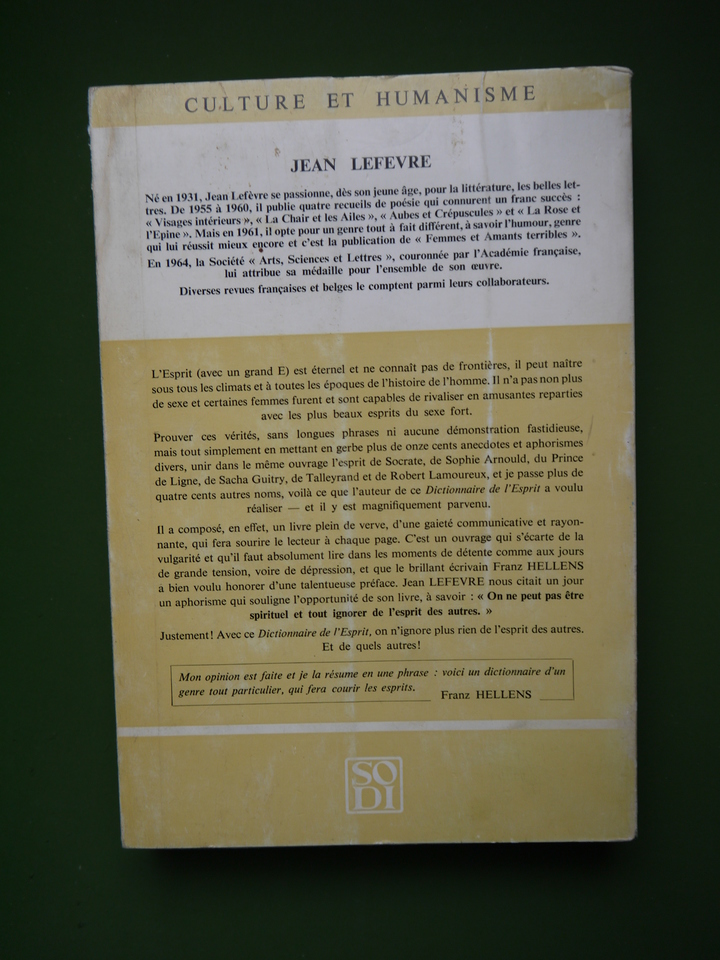 CULTURE ET HUMANISME
JEAN LEFEVRE
Né en 1931, Jean Lefèvre se passionne, dès son jeune âge, pour la littérature, les belles let-
tres. De 1955 à 1960, il publie quatre recueils de poésie qui connurent un franc succès :
« Visages intérieurs », « La Chair et les Ailes », « Aubes et Crépuscules » et « La Rose et
l'Epine ». Mais en 1961, il opte pour un genre tout à fait différent, à savoir l'humour, genre
qui lui réussit mieux encore et c'est la publication de « Femmes et Amants terribles ».
En 1964, la Société « Arts, Sciences et Lettres », couronnée par l'Académie française,
lui attribue sa médaille pour l'ensemble de son œuvre.
Diverses revues françaises et belges le comptent parmi leurs collaborateurs.
L'Esprit (avec un grand E) est éternel et ne connaît pas de frontières, il peut naître
sous tous les climats et à toutes les époques de l'histoire de l'homme. Il n'a pas non plus
de sexe et certaines femmes furent et sont capables de rivaliser en amusantes reparties
avec les plus beaux esprits du sexe fort.
Prouver ces vérités, sans longues phrases ni aucune démonstration fastidieuse,
mais tout simplement en mettant en gerbe plus de onze cents anecdotes et aphorismes
divers, unir dans le même ouvrage l'esprit de Socrate, de Sophie Arnould, du Prince
de Ligne, de Sacha Guitry, de Talleyrand et de Robert Lamoureux, et je passe plus de
quatre cents autres noms, voilà ce que l'auteur de ce Dictionnaire de l'Esprit a voulu
réaliser — et il y est magnifiquement parvenu.
Il a composé, en effet, un livre plein de verve, d'une gaieté communicative et rayon-
nante, qui fera sourire le lecteur à chaque page. C'est un ouvrage qui s'écarte de la
vulgarité et qu'il faut absolument lire dans les moments de détente comme aux jours
de grande tension, voire de dépression, et que le brillant écrivain Franz HELLENS
a bien voulu honorer d'une talentueuse préface. Jean LEFEVRE nous citait un jour
un aphorisme qui souligne l'opportunité de son livre, à savoir : « On ne peut pas être
spirituel et tout ignorer de l'esprit des autres. »
Justement! Avec ce Dictionnaire de l'Esprit, on n'ignore plus rien de l'esprit des autres.
Et de quels autres!
Mon opinion est faite et je la résume en une phrase : voici un dictionnaire d'un
genre tout particulier, qui fera courir les esprits.
Franz HELLENS
SO
DI